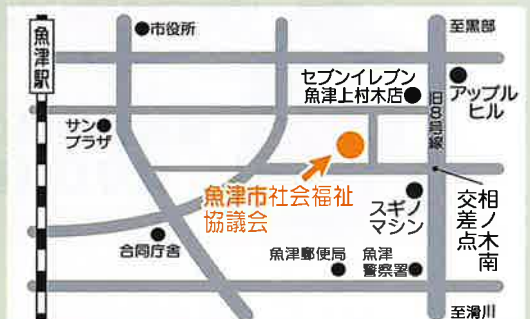 魚津駅
市役所
至黒部
セブンイレブン
魚津上村木店
アップル
ヒル
旧8号線
サン
プラザ
魚津市社会福祉
協議会
スギノ
マシン
相ノ木南
交差点
合同庁舎
魚津郵便局
魚津
警察署
至滑川